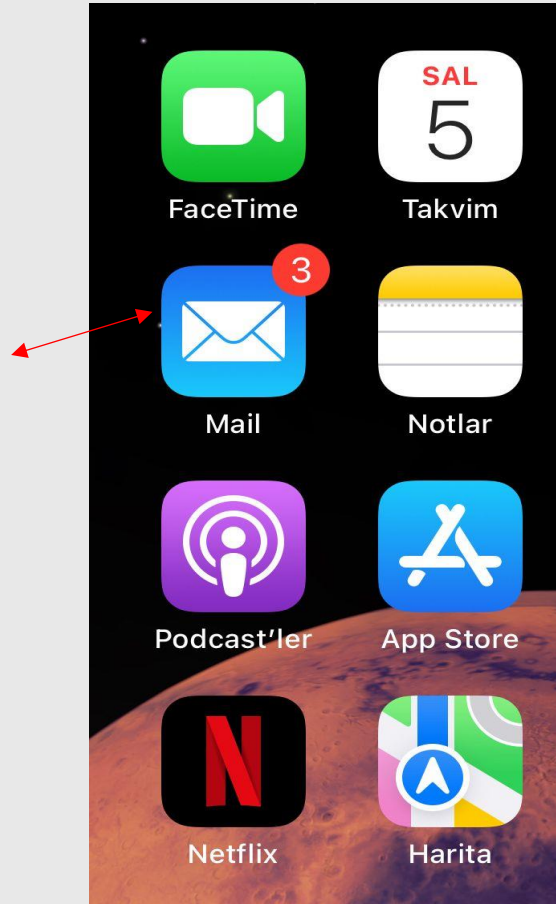 SAL
5
FaceTime Takvim
3
Mail Notlar
Podcast'ler App Store
N
Netflix Harita